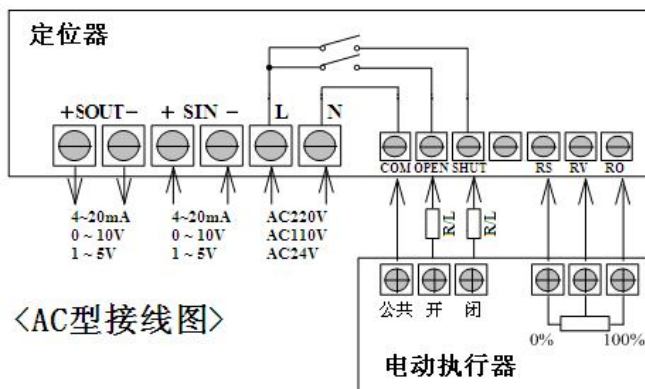 定位器
+SOUT- + SIN - L N
COM OPEN SHUT RS RV RO
4~20mA 4~20mA AC220V
0~10V 0~10V AC110V
1~5V 1~5V AC24V
R/L R/L
<AC型接线图>
公共 开 闭
0% 100%
电动执行器